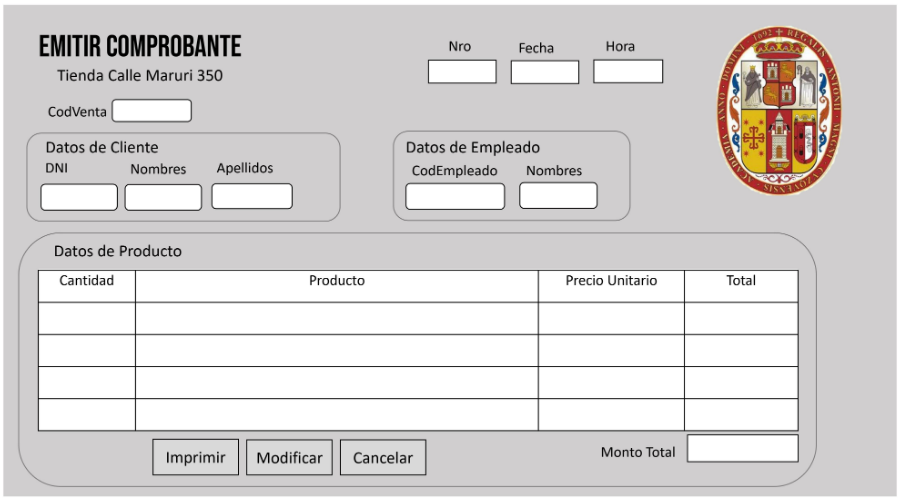 EMITIR COMPROBANTE
Tienda Calle Maruri 350
Nro Fecha Hora
CodVenta
Datos de Cliente
DNI Nombres Apellidos
Datos de Empleado
CodEmpleado Nombres
Datos de Producto
Cantidad Producto Precio Unitario Total
Imprimir Modificar Cancelar
Monto Total